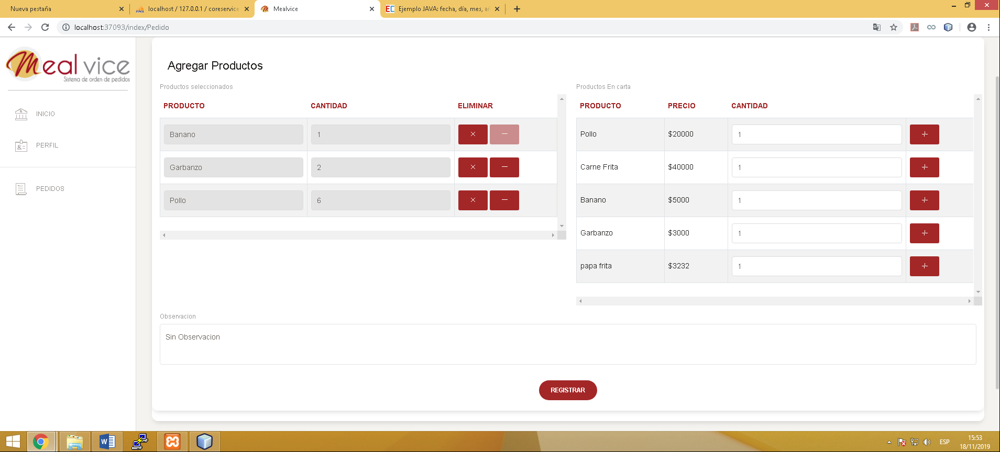 Nueva pestaña
localhost / 127.0.0.1 / coreservice
Mealvice
Ejemplo JAVA: fecha, día, mes, añ
localhost:37093/index/Pedido
Mealvice
Sistema de orden de pedidos
INICIO
PERFIL
PEDIDOS
Agregar Productos
Productos seleccionados
PRODUCTO CANTIDAD ELIMINAR
Banano 1
Garbanzo 2
Pollo 6
Productos En carta
PRODUCTO PRECIO CANTIDAD
Pollo $20000 1
Carne Frita $40000 1
Banano $5000 1
Garbanzo $3000 1
papa frita $3232 1
Observacion
Sin Observacion
REGISTRAR
ESP
15:53
18/11/2019